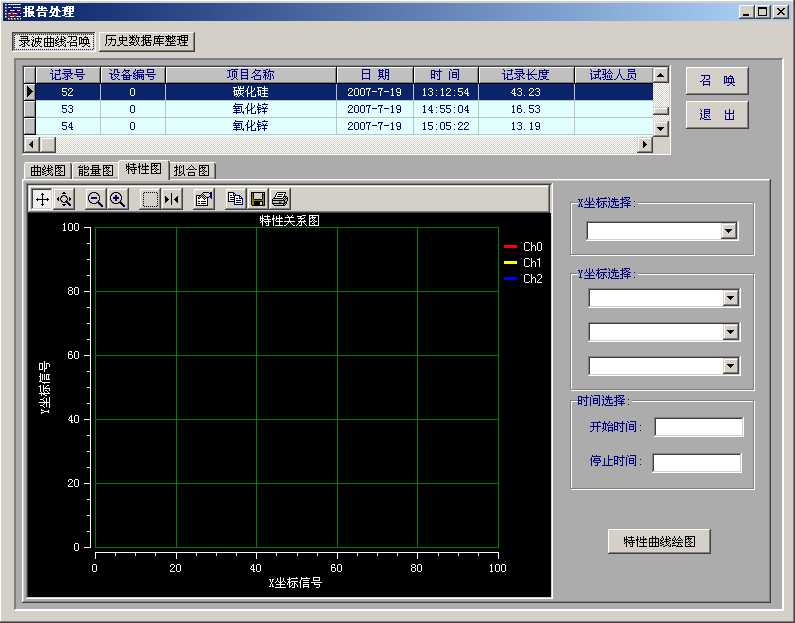 报告处理
录波曲线召唤 历史数据库整理
记录号 设备编号 项目名称 日 期 时 间 记录长度 试验人员
52 0 碳化硅 2007-7-19 13:12:54 43.23
53 0 氧化锌 2007-7-19 14:55:04 16.53
54 0 氧化锌 2007-7-19 15:05:22 13.19
召 唤
退 出
曲线图 能量图 特性图 拟合图
特性关系图
100
80
60
40
20
0
Y坐标信号
0 20 40 60 80 100
X坐标信号
Ch0
Ch1
Ch2
X坐标选择:
Y坐标选择:
时间选择:
开始时间:
停止时间:
特性曲线绘图